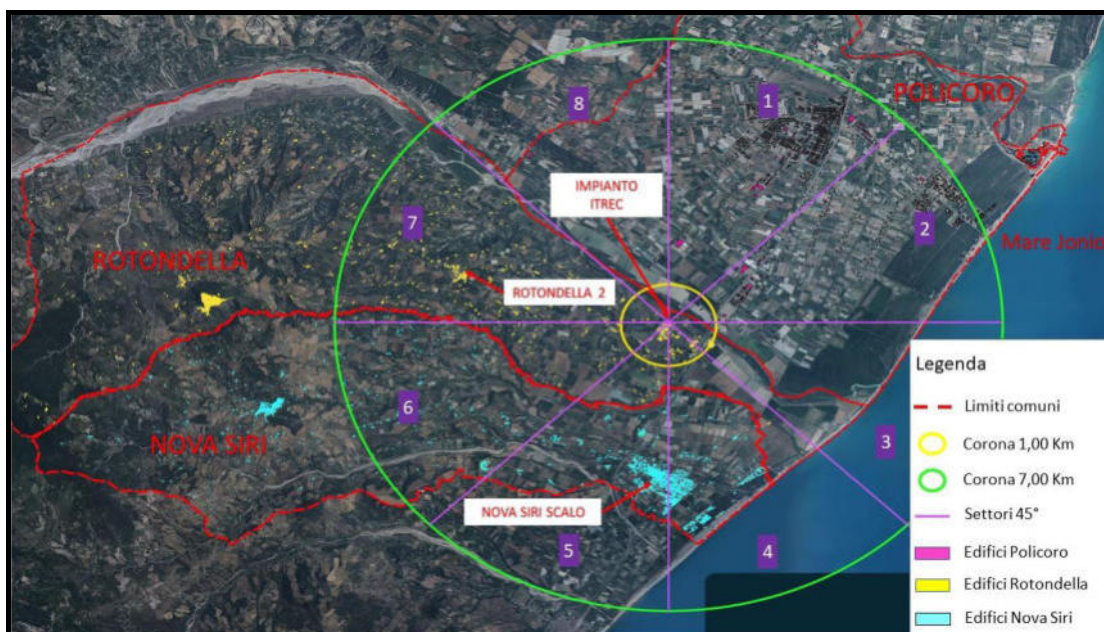 8
1
POLICORO
IMPIANTO
ITREC
7
2
Mare Jonio
ROTONDELLA
ROTONDELLA 2
Legenda
Limiti comuni
6
NOVA SIRI
3
Corona 1,00 Km
Corona 7,00 Km
NOVA SIRI SCALO
Settori 45°
5
4
Edifici Policoro
Edifici Rotondella
Edifici Nova Siri